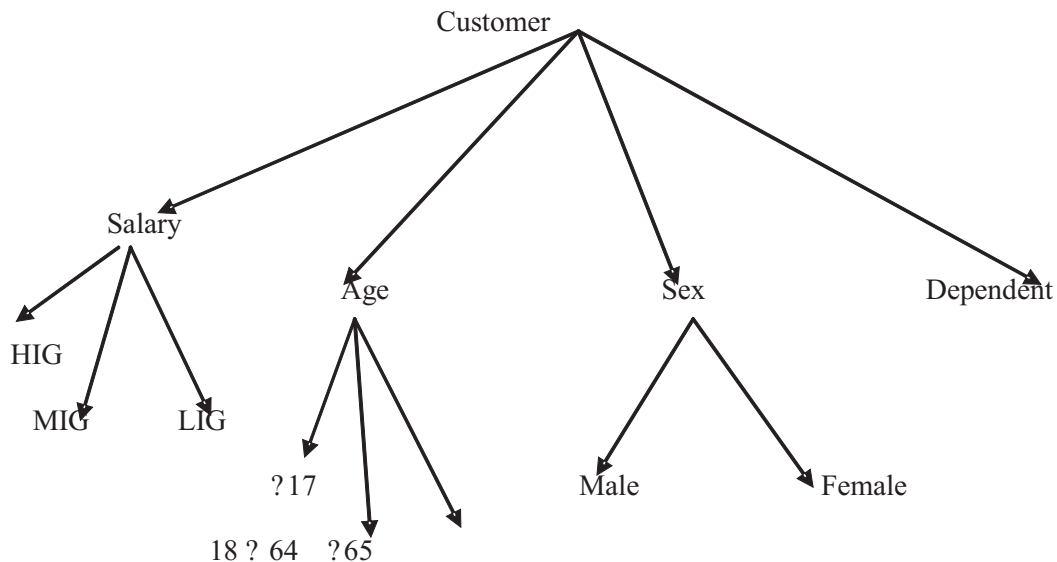 Customer
Salary
Age
Sex
Dependent
HIG
MIG
LIG
?17
Male
Female
18 ? 64
?65